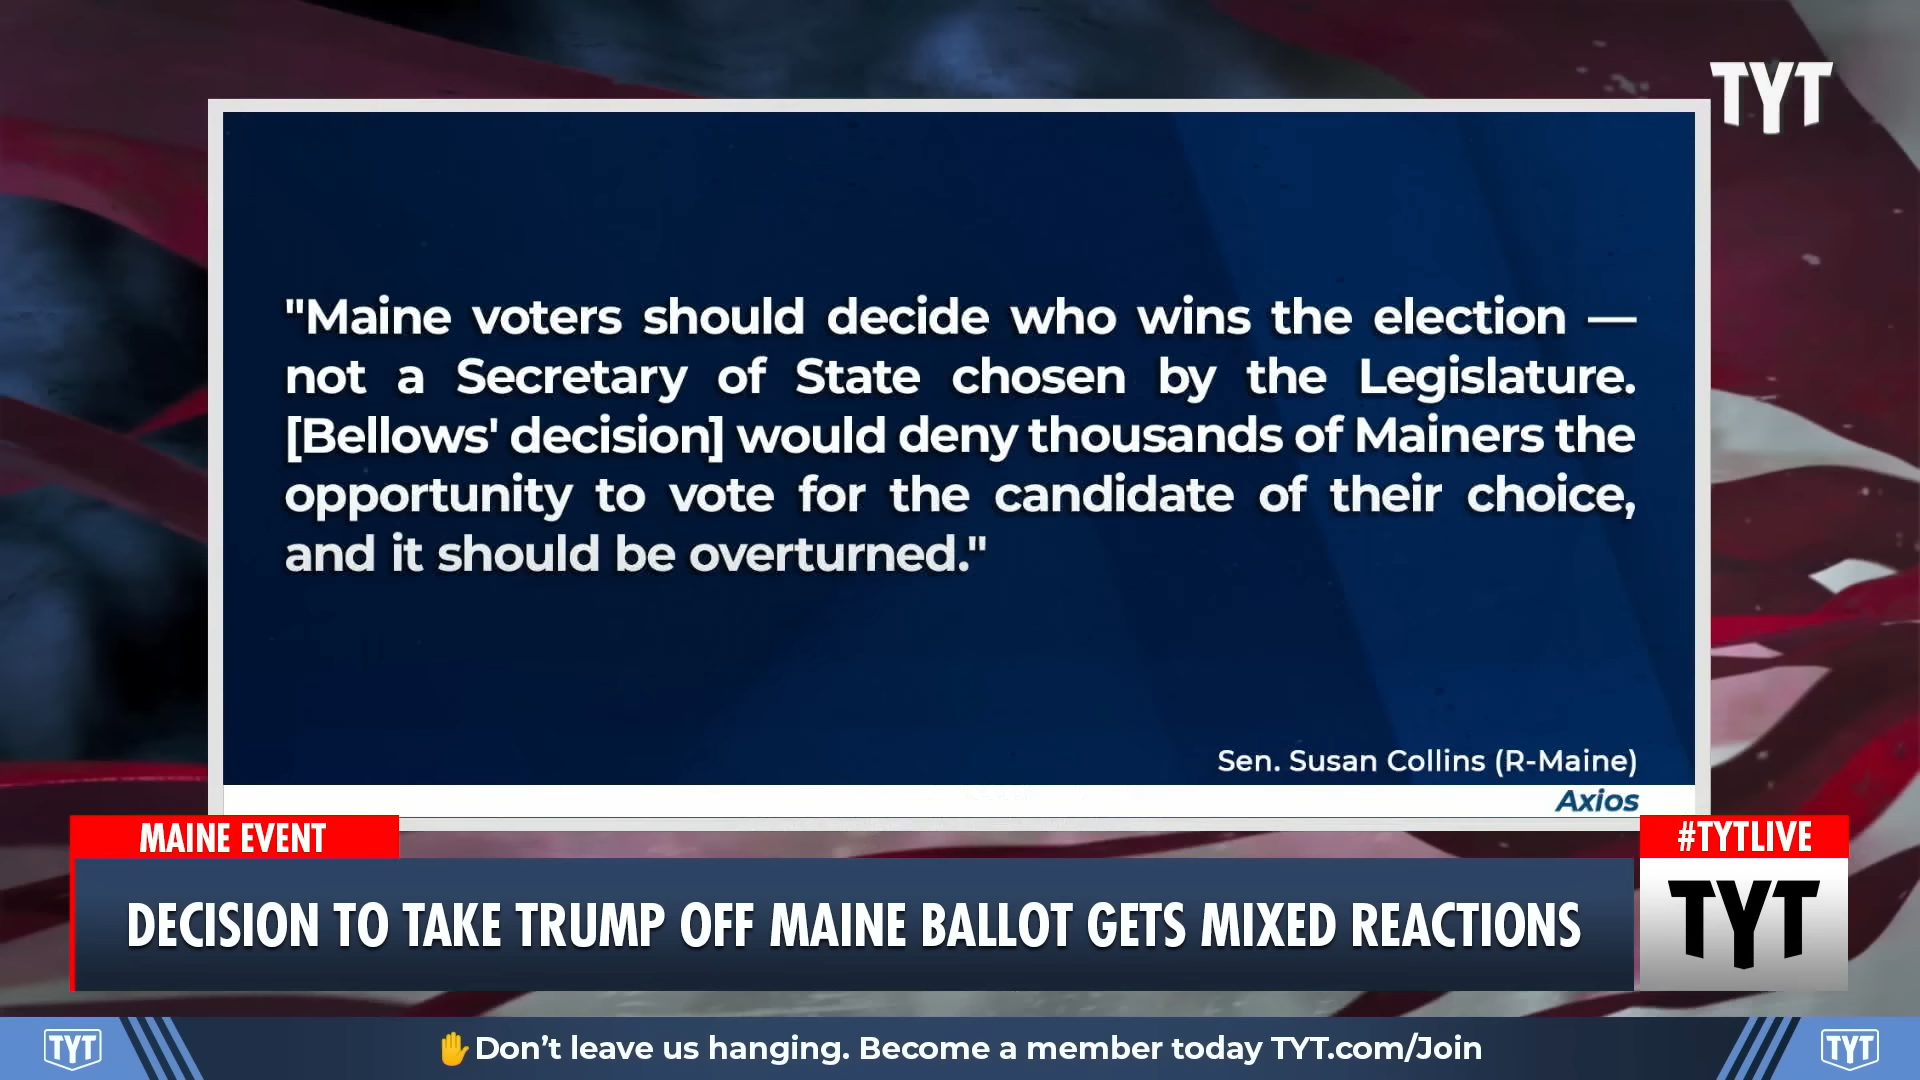 TYT
"Maine voters should decide who wins the election —
not a Secretary of State chosen by the Legislature.
[Bellows' decision] would deny thousands of Mainers the
opportunity to vote for the candidate of their choice,
and it should be overturned."
Sen. Susan Collins (R-Maine)
Axios
MAINE EVENT
#TYTLIVE
DECISION TO TAKE TRUMP OFF MAINE BALLOT GETS MIXED REACTIONS
TYT
TYT
✋Don’t leave us hanging. Become a member today TYT.com/Join
TYT